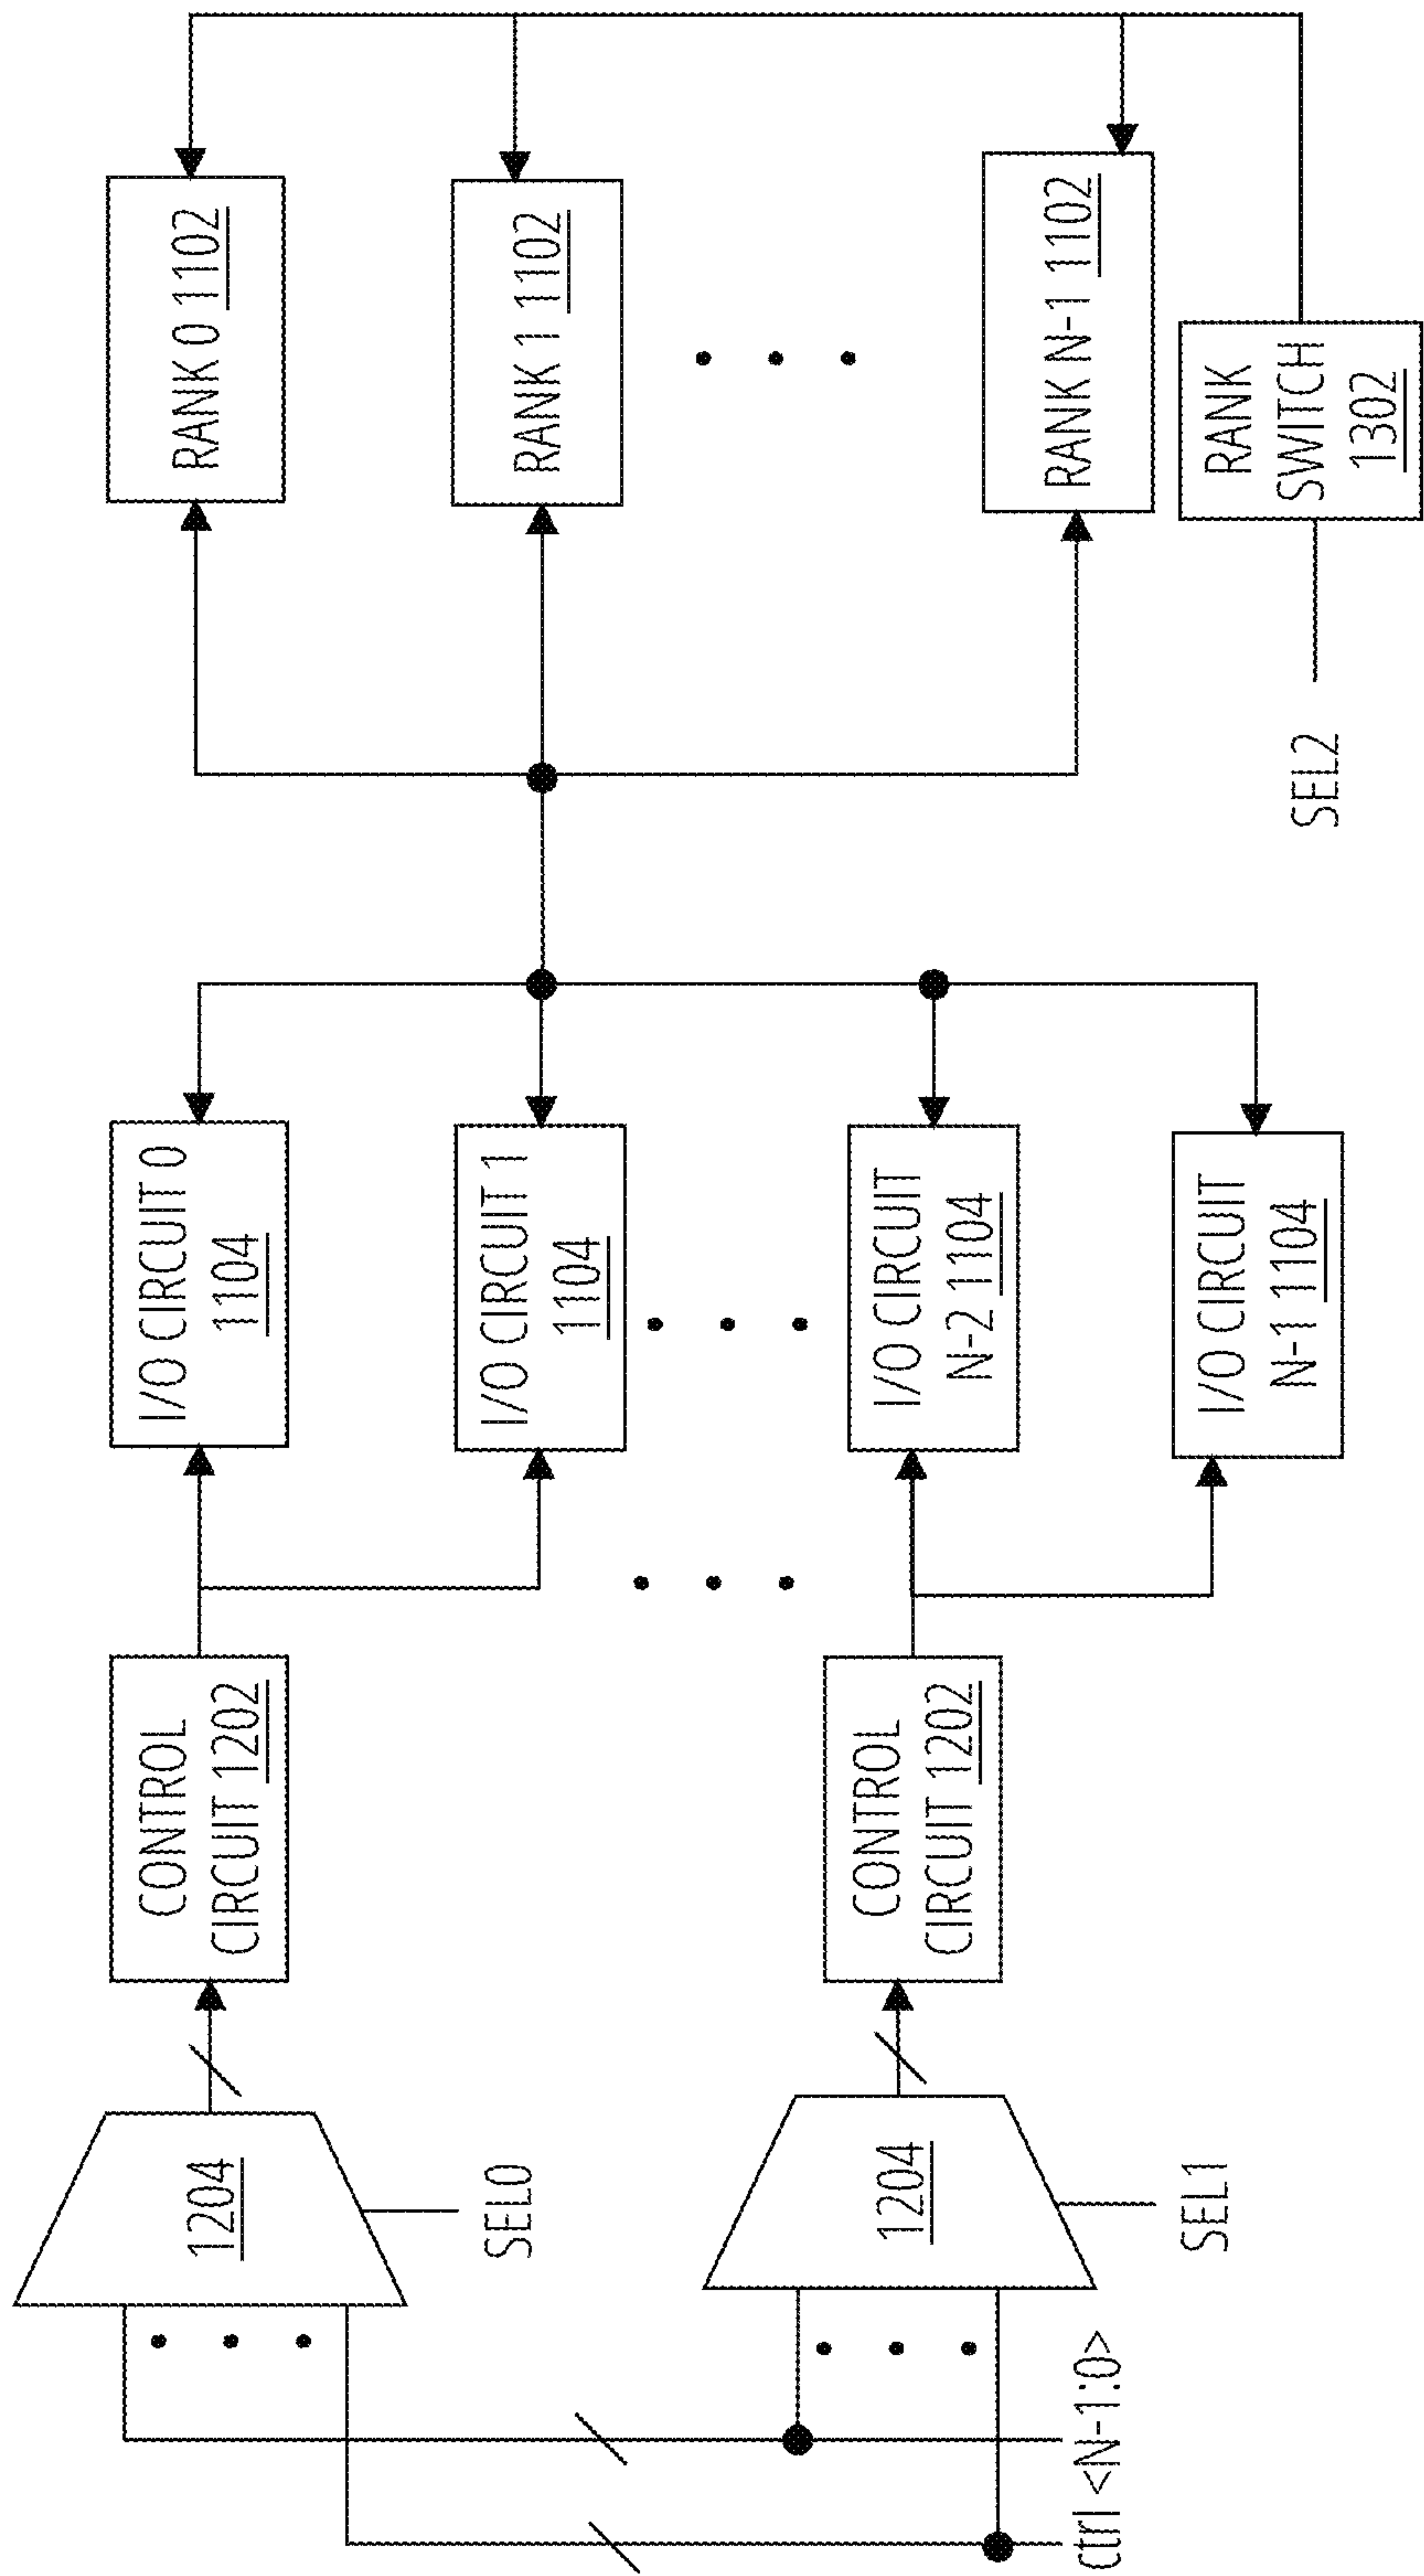 1204
SEL0
CONTROL
CIRCUIT 1202
I/O CIRCUIT 0
1104
RANK 0 1102
I/O CIRCUIT 1
1104
RANK 1 1102
1204
SEL1
ctrl <N-1:0>
CONTROL
CIRCUIT 1202
I/O CIRCUIT
N-2 1104
I/O CIRCUIT
N-1 1104
RANK N-1 1102
SEL2
RANK
SWITCH
1302